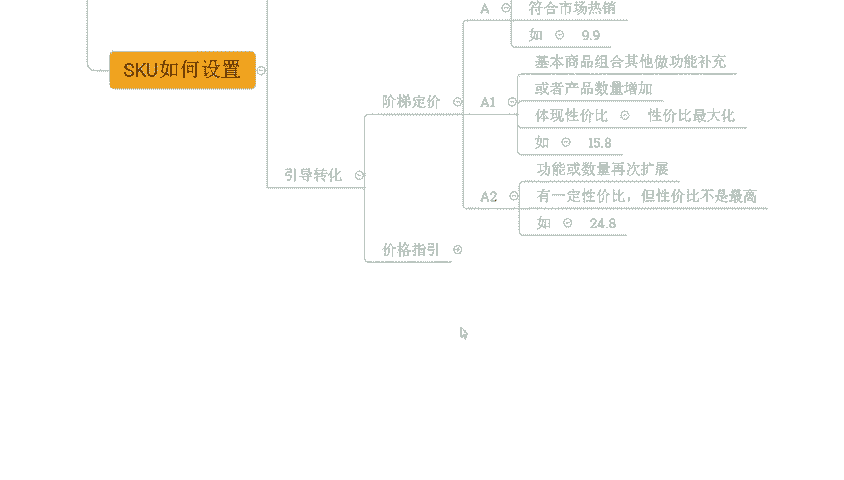 A
符合市场热销
如 9.9
SKU如何设置
引导转化
阶梯定价
A1
基本商品组合其他做功能补充
或者产品数量增加
体现性价比 性价比最大化
如 15.8
A2
功能或数量再次扩展
有一定性价比，但性价比不是最高
如 24.8
价格指引